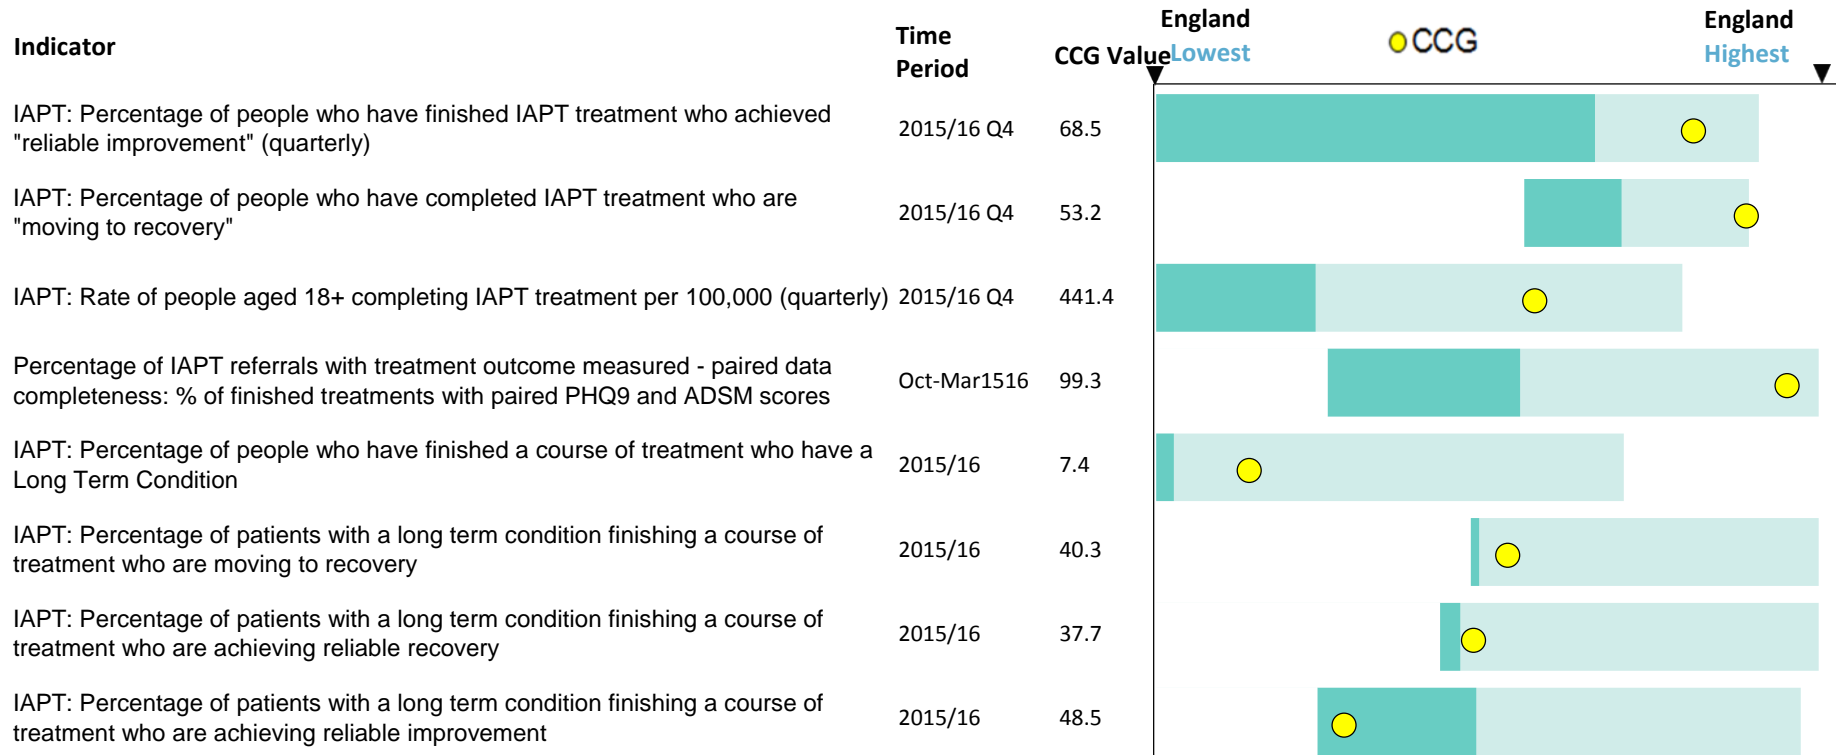 Indicator
Time
Period
CCG Value
England
Lowest
CCG
England
Highest
IAPT: Percentage of people who have finished IAPT treatment who achieved
"reliable improvement" (quarterly)
2015/16 Q4
68.5
IAPT: Percentage of people who have completed IAPT treatment who are
"moving to recovery"
2015/16 Q4
53.2
IAPT: Rate of people aged 18+ completing IAPT treatment per 100,000 (quarterly)
2015/16 Q4
441.4
Percentage of IAPT referrals with treatment outcome measured - paired data
completeness: % of finished treatments with paired PHQ9 and ADSM scores
Oct-Mar1516
99.3
IAPT: Percentage of people who have finished a course of treatment who have a
Long Term Condition
2015/16
7.4
IAPT: Percentage of patients with a long term condition finishing a course of
treatment who are moving to recovery
2015/16
40.3
IAPT: Percentage of patients with a long term condition finishing a course of
treatment who are achieving reliable recovery
2015/16
37.7
IAPT: Percentage of patients with a long term condition finishing a course of
treatment who are achieving reliable improvement
2015/16
48.5